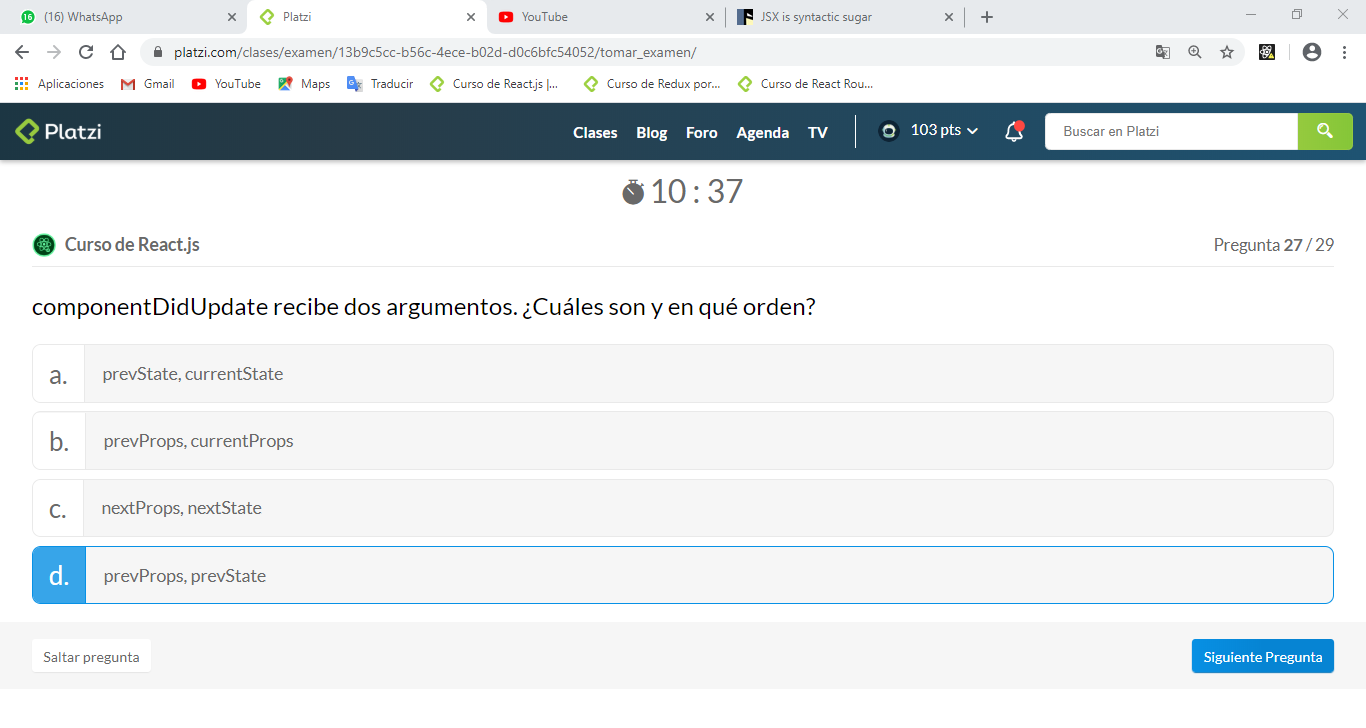 16 (16) WhatsApp
Platzi
YouTube
JSX is syntactic sugar
platzi.com/clases/examen/13b9c5cc-b56c-4ece-b02d-d0c6bfc54052/tomar_examen/
Aplicaciones
Gmail
YouTube
Maps
Traducir
Curso de React.js |...
Curso de Redux por...
Curso de React Rou...
Platzi
Clases
Blog
Foro
Agenda
TV
103 pts
Buscar en Platzi
10 : 37
Curso de React.js
Pregunta 27 / 29
componentDidUpdate recibe dos argumentos. ¿Cuáles son y en qué orden?
a. prevState, currentState
b. prevProps, currentProps
c. nextProps, nextState
d. prevProps, prevState
Saltar pregunta
Siguiente Pregunta